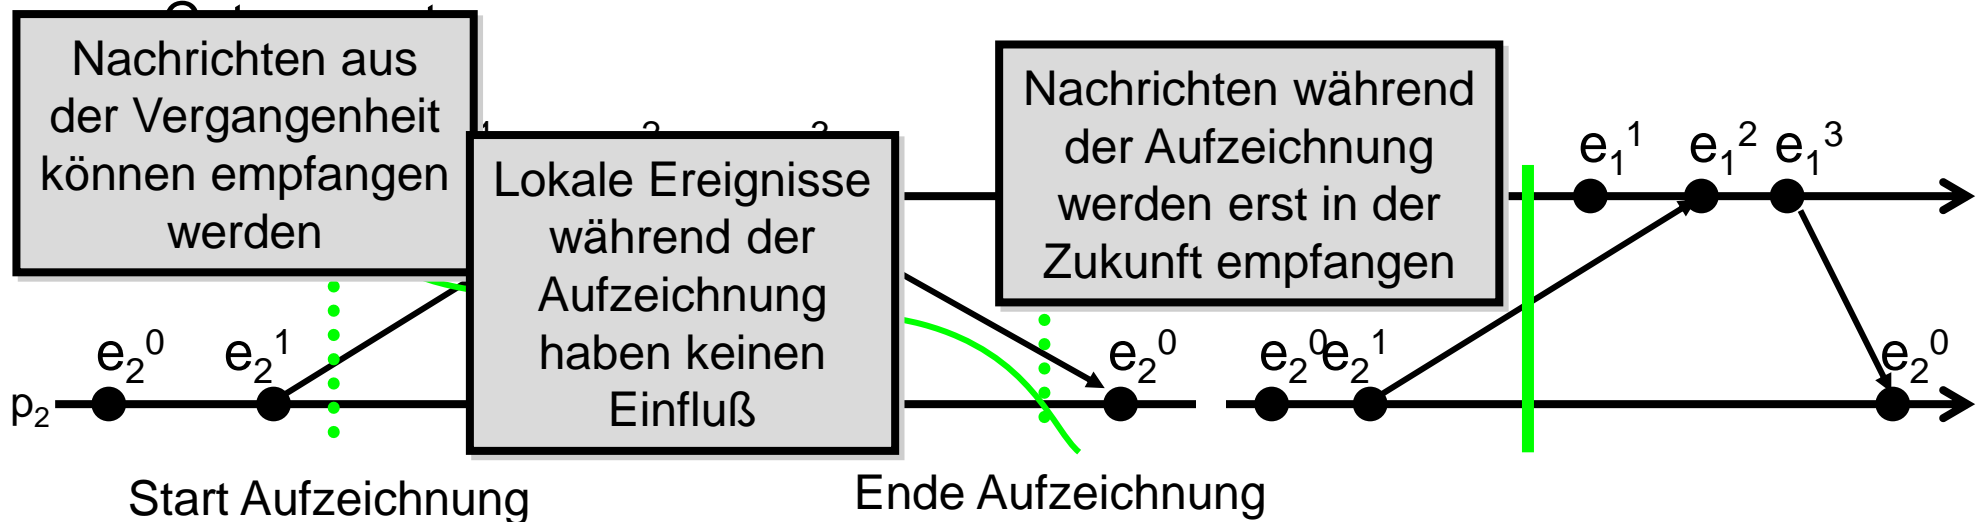 Nachrichten aus
der Vergangenheit
können empfangen
werden
Lokale Ereignisse
während der
Aufzeichnung
haben keinen
Einfluß
Nachrichten während
der Aufzeichnung
werden erst in der
Zukunft empfangen
e₁¹ e₁² e₁³
e₂⁰ e₂¹ e₂⁰ e₂⁰ e₂¹ e₂⁰
p₂
Start Aufzeichnung
Ende Aufzeichnung